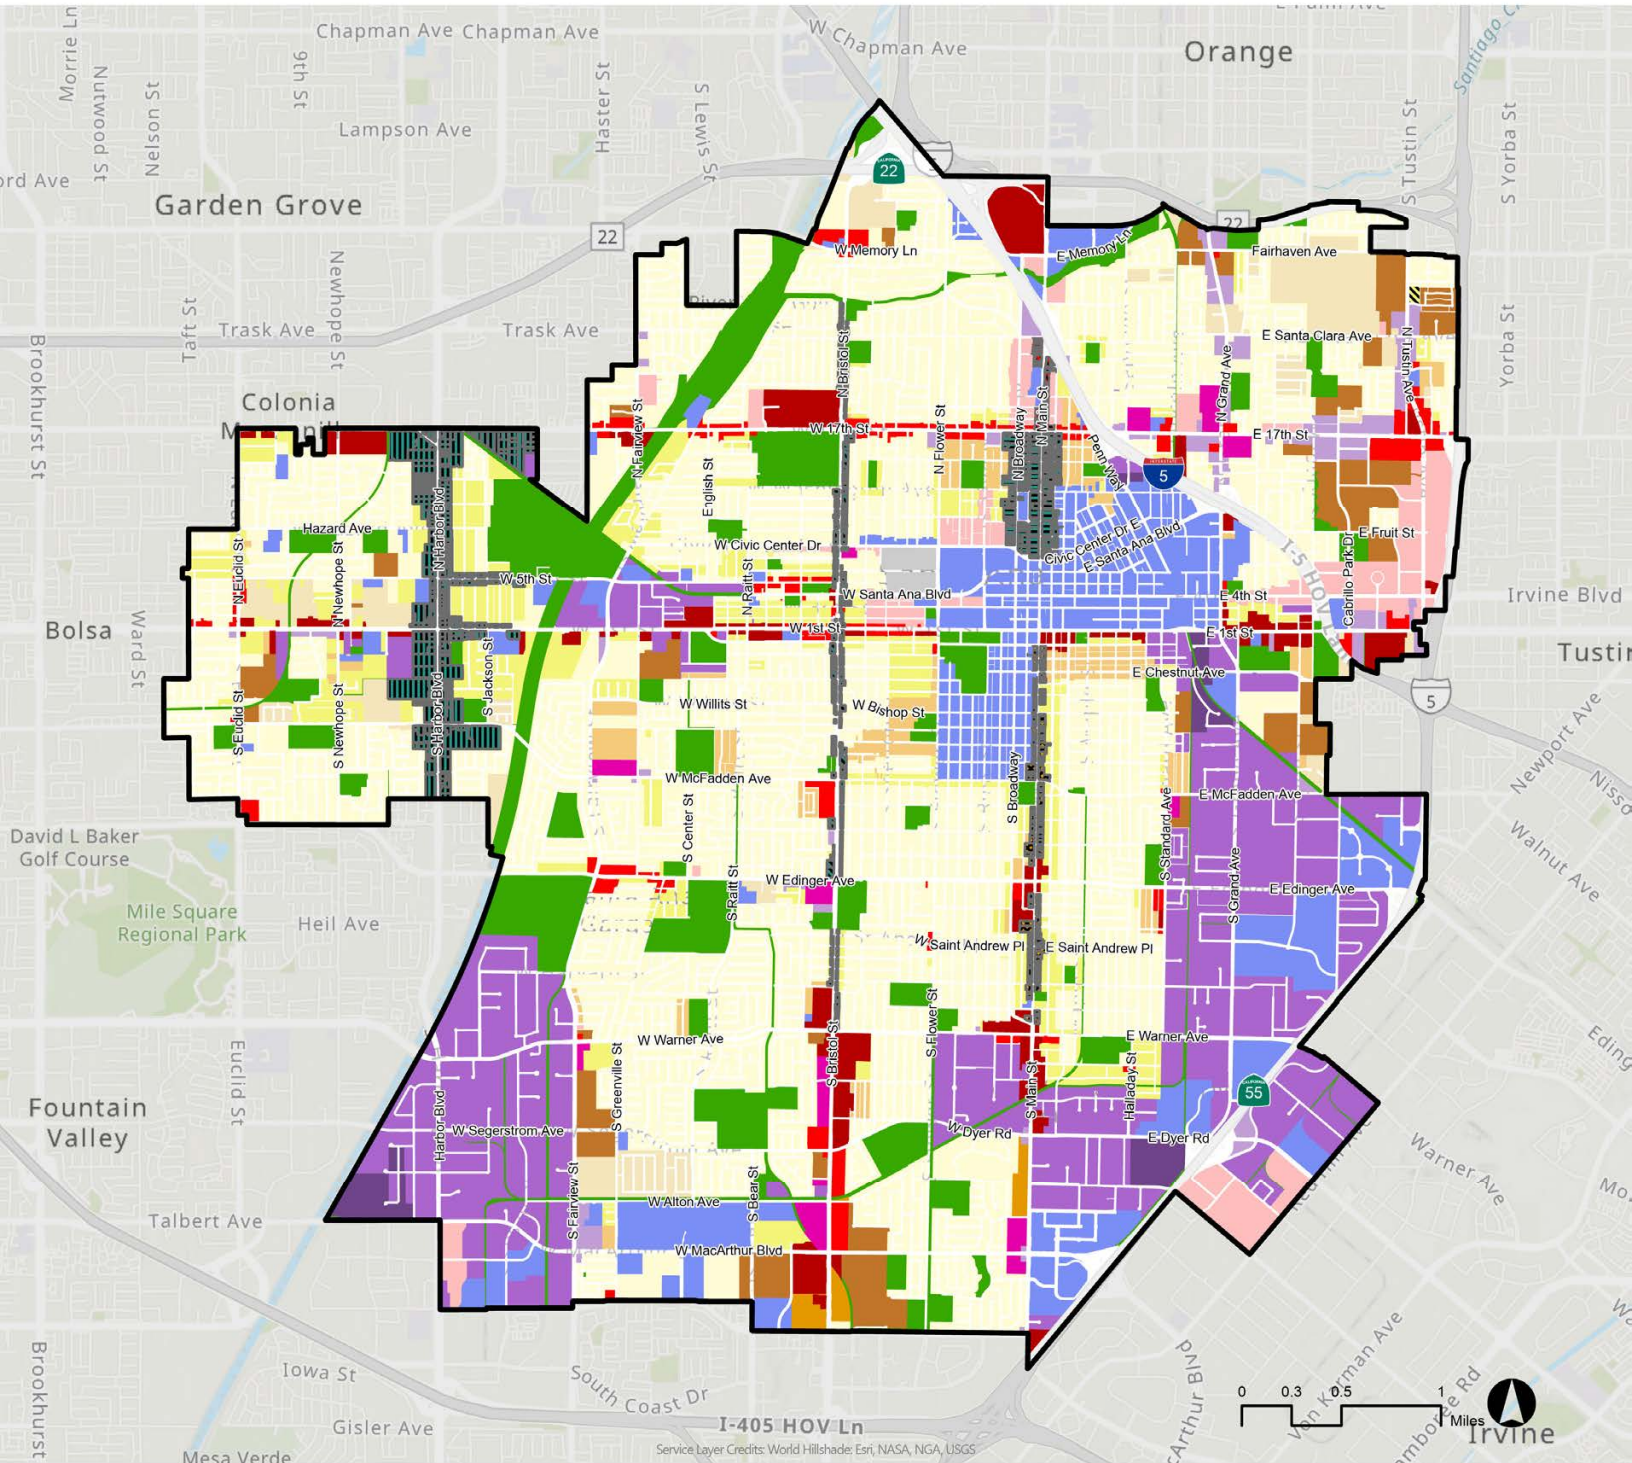 Chapman Ave Chapman Ave
W Chapman Ave
Orange
Morrie Ln
Nutwood St
Nelson St
9th St
Haster St
S Lewis St
Lampson Ave
S Tustin St
S Yorba St
Garden Grove
22
22
22
W Memory Ln
E Memory Ln
Fairhaven Ave
Newhope St
Taft St
Trask Ave
Trask Ave
Yorba St
Brookhurst St
E Santa Clara Ave
N Tustin Ave
N Grand Ave
N Bristol St
N Main St
N Broadway
N Flower St
N Fairview St
Colonia
W 17th St
E 17th St
Penn Way
INTERSTATE
5
English St
Hazard Ave
N Harbor Blvd
N Newhope St
N Euclid St
W Civic Center Dr
Civic Center Dr E
E Santa Ana Blvd
E Fruit St
Cabrillo Park Dr
W 5th St
N Raitt St
W Santa Ana Blvd
E 4th St
Irvine Blvd
Bolsa
Ward St
W 1st St
E 1st St
S Jackson St
E Chestnut Ave
S Euclid St
S Newhope St
S Harbor Blvd
W Willits St
W Bishop St
5
Newport Ave
W McFadden Ave
E McFadden Ave
S Broadway
S Center St
S Standard Ave
Walnut Ave
David L Baker
Golf Course
W Edinger Ave
E Edinger Ave
S Raitt St
S Grand Ave
Mile Square
Regional Park
Heil Ave
W Saint Andrew Pl
E Saint Andrew Pl
S Flower St
W Warner Ave
E Warner Ave
S Bristol St
S Main St
Halladay St
Euclid St
S Greenville St
CALIFORNIA
55
Fountain
Valley
Harbor Blvd
W Segerstrom Ave
W Dyer Rd
E Dyer Rd
Warner Ave
S Fairview St
S Bear St
W Alton Ave
Talbert Ave
W MacArthur Blvd
Brookhurst
Iowa St
South Coast Dr
Gisler Ave
I-405 HOV Ln
Von Karman Ave
0 0.3 0.5 1
Miles
Irvine
Mesa Verde
Service Layer Credits: World Hillshade: Esri, NASA, NGA, USGS